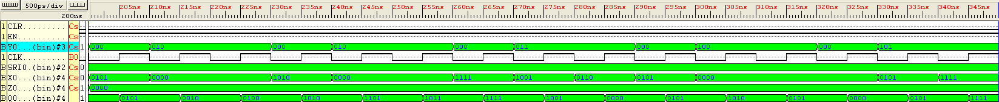 500ps/div 205ns 210ns 215ns 220ns 225ns 230ns 235ns 240ns 245ns 250ns 255ns 260ns 265ns 270ns 275ns 280ns 285ns 290ns 295ns 300ns 305ns 310ns 315ns 320ns 325ns 330ns 335ns 340ns 345ns
200ns
1 CLR.......... Cs
1 EN........... Cs
B Y0...(bin)#3 Cs 1 000 010 000 010 000 011 000 100 000 101
1 CLK.......... B0
B SRI0.(bin)#2 Cs 0
B X0...(bin)#4 Cs 0 0101 0000 1010 0000 1111 1001 0110 0101 0000 0101 1111
B Z0...(bin)#4 Cs 1 0000
B Q0...(bin)#4 1 0101 0010 0100 1010 1101 1011 1111 1001 0000 0101 1010 0101 0000 0101 1111